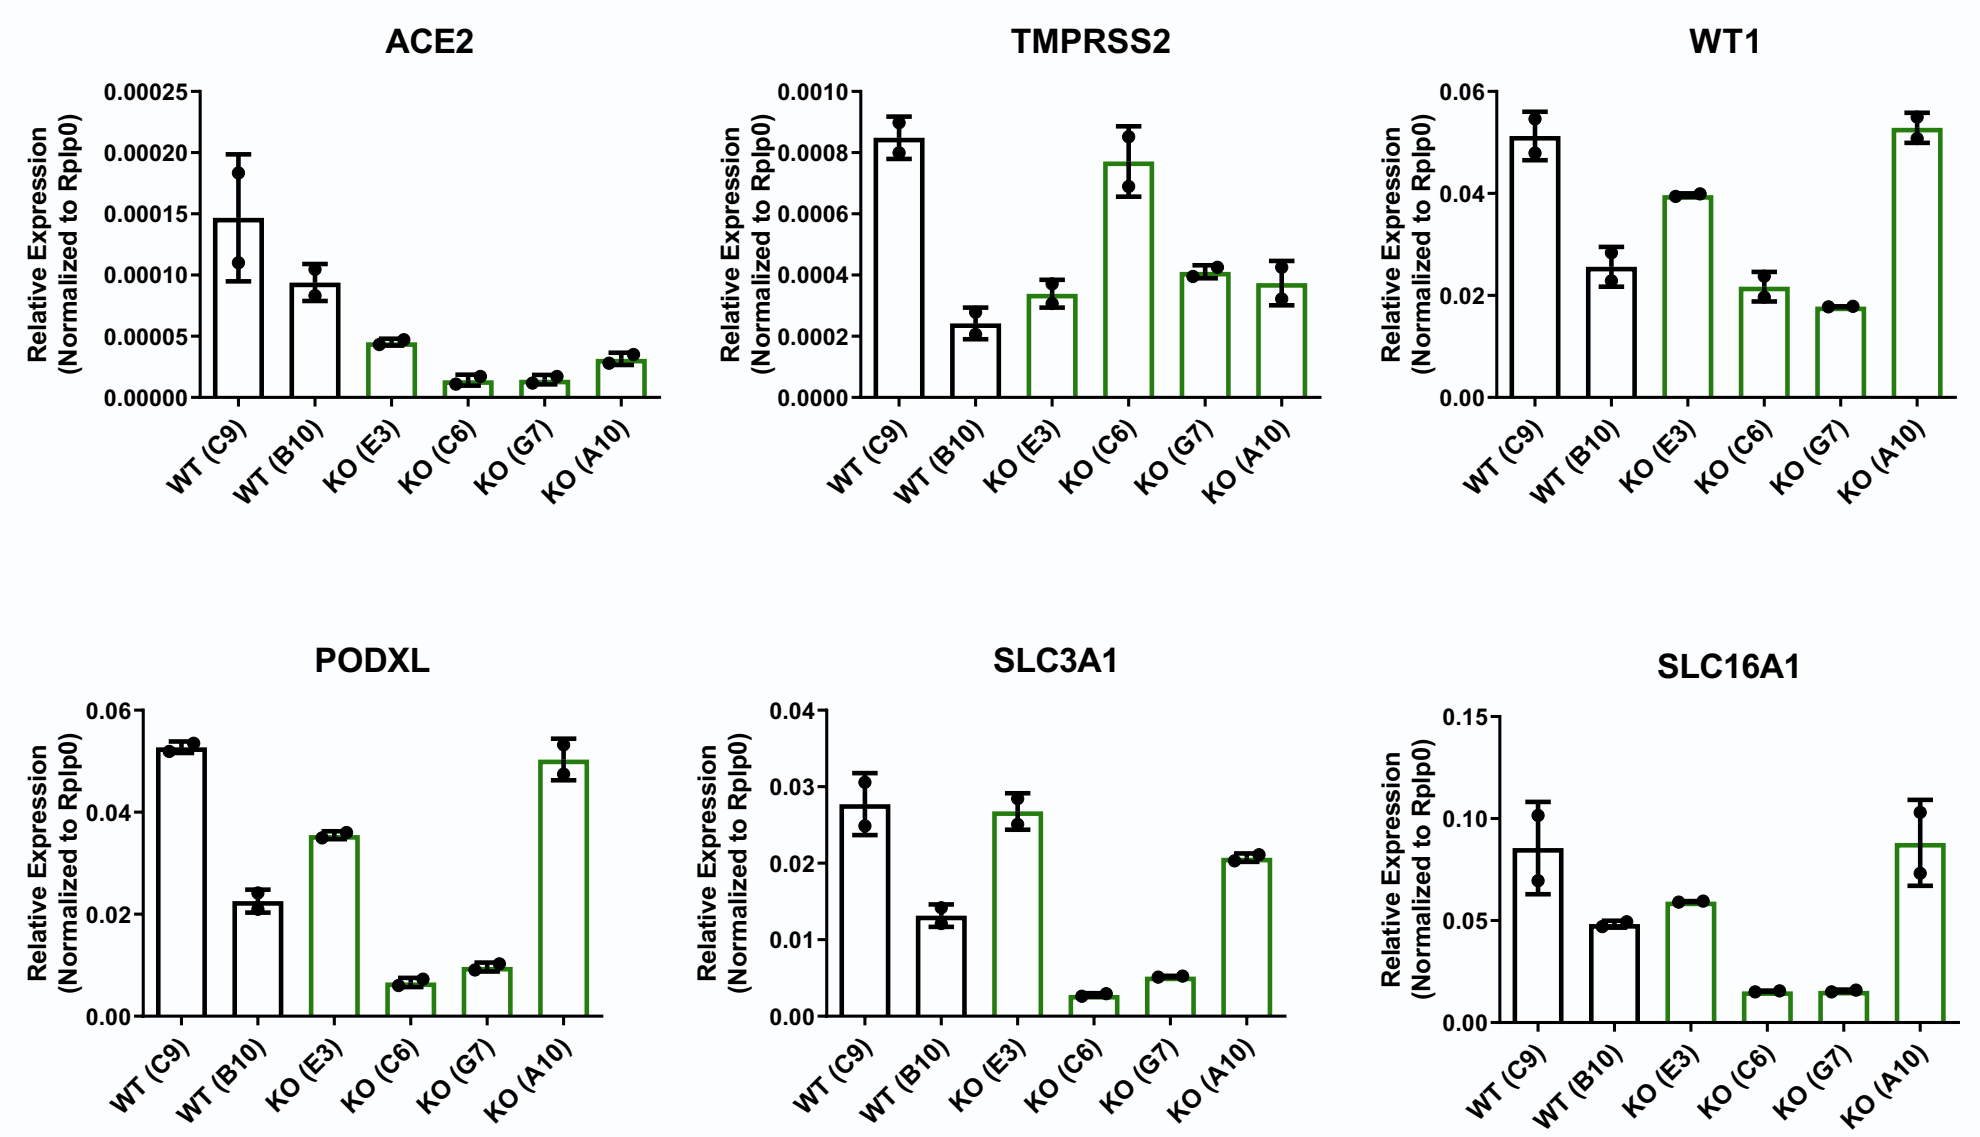 ACE2
Relative Expression
(Normalized to Rplp0)
0.00025
0.00020
0.00015
0.00010
0.00005
0.00000
WT (C9)
WT (B10)
KO (E3)
KO (C6)
KO (G7)
KO (A10)
TMPRSS2
Relative Expression
(Normalized to Rplp0)
0.0010
0.0008
0.0006
0.0004
0.0002
0.0000
WT (C9)
WT (B10)
KO (E3)
KO (C6)
KO (G7)
KO (A10)
WT1
Relative Expression
(Normalized to Rplp0)
0.06
0.04
0.02
0.00
WT (C9)
WT (B10)
KO (E3)
KO (C6)
KO (G7)
KO (A10)
PODXL
Relative Expression
(Normalized to Rplp0)
0.06
0.04
0.02
0.00
WT (C9)
WT (B10)
KO (E3)
KO (C6)
KO (G7)
KO (A10)
SLC3A1
Relative Expression
(Normalized to Rplp0)
0.04
0.03
0.02
0.01
0.00
WT (C9)
WT (B10)
KO (E3)
KO (C6)
KO (G7)
KO (A10)
SLC16A1
Relative Expression
(Normalized to Rplp0)
0.15
0.10
0.05
0.00
WT (C9)
WT (B10)
KO (E3)
KO (C6)
KO (G7)
KO (A10)